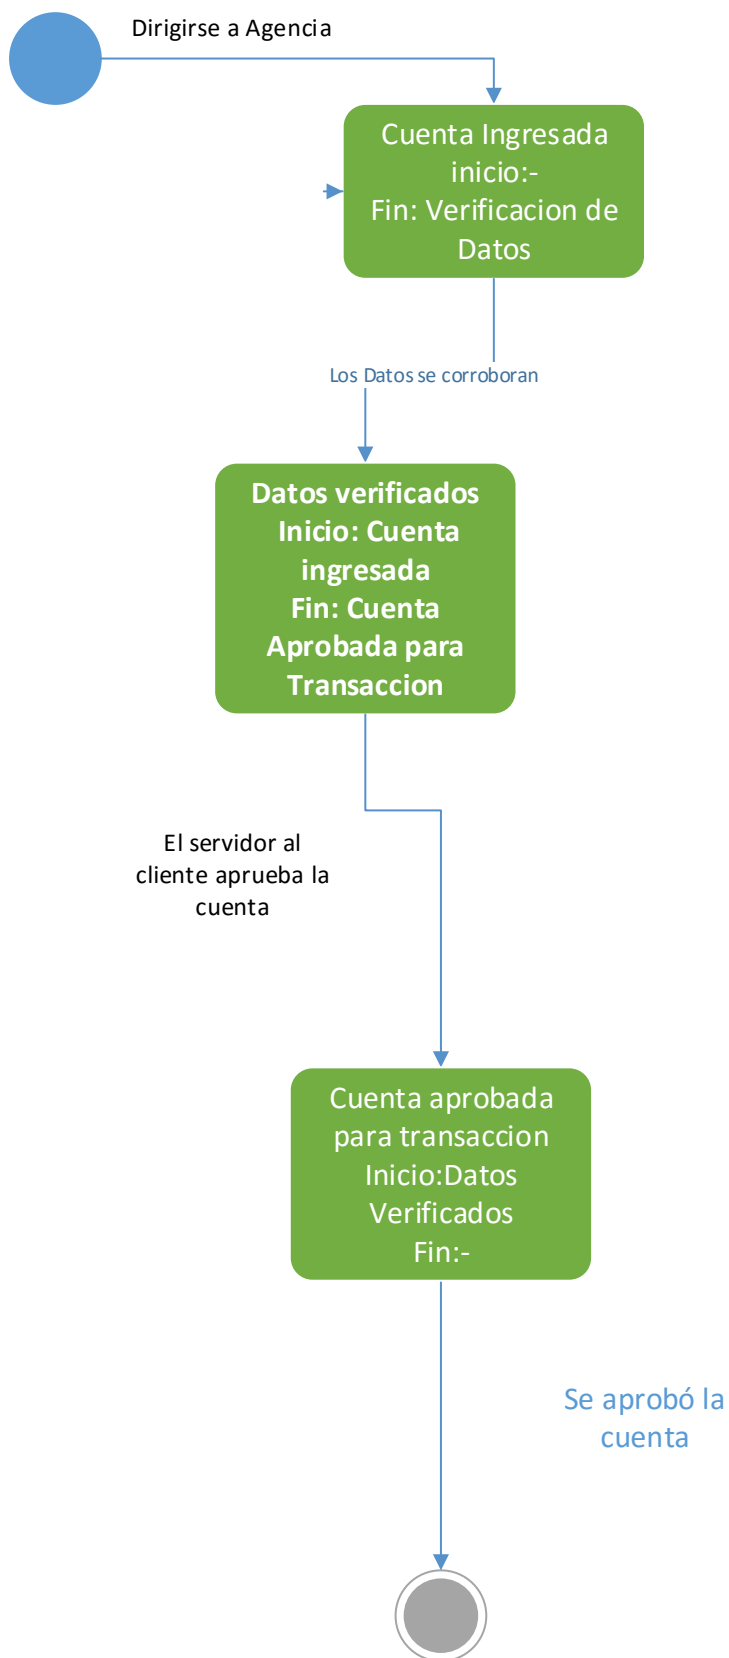 Dirigirse a Agencia
Cuenta Ingresada
inicio:-
Fin: Verificacion de
Datos
Los Datos se corroboran
Datos verificados
Inicio: Cuenta
ingresada
Fin: Cuenta
Aprobada para
Transaccion
El servidor al
cliente aprueba la
cuenta
Cuenta aprobada
para transaccion
Inicio:Datos
Verificados
Fin:-
Se aprobó la
cuenta